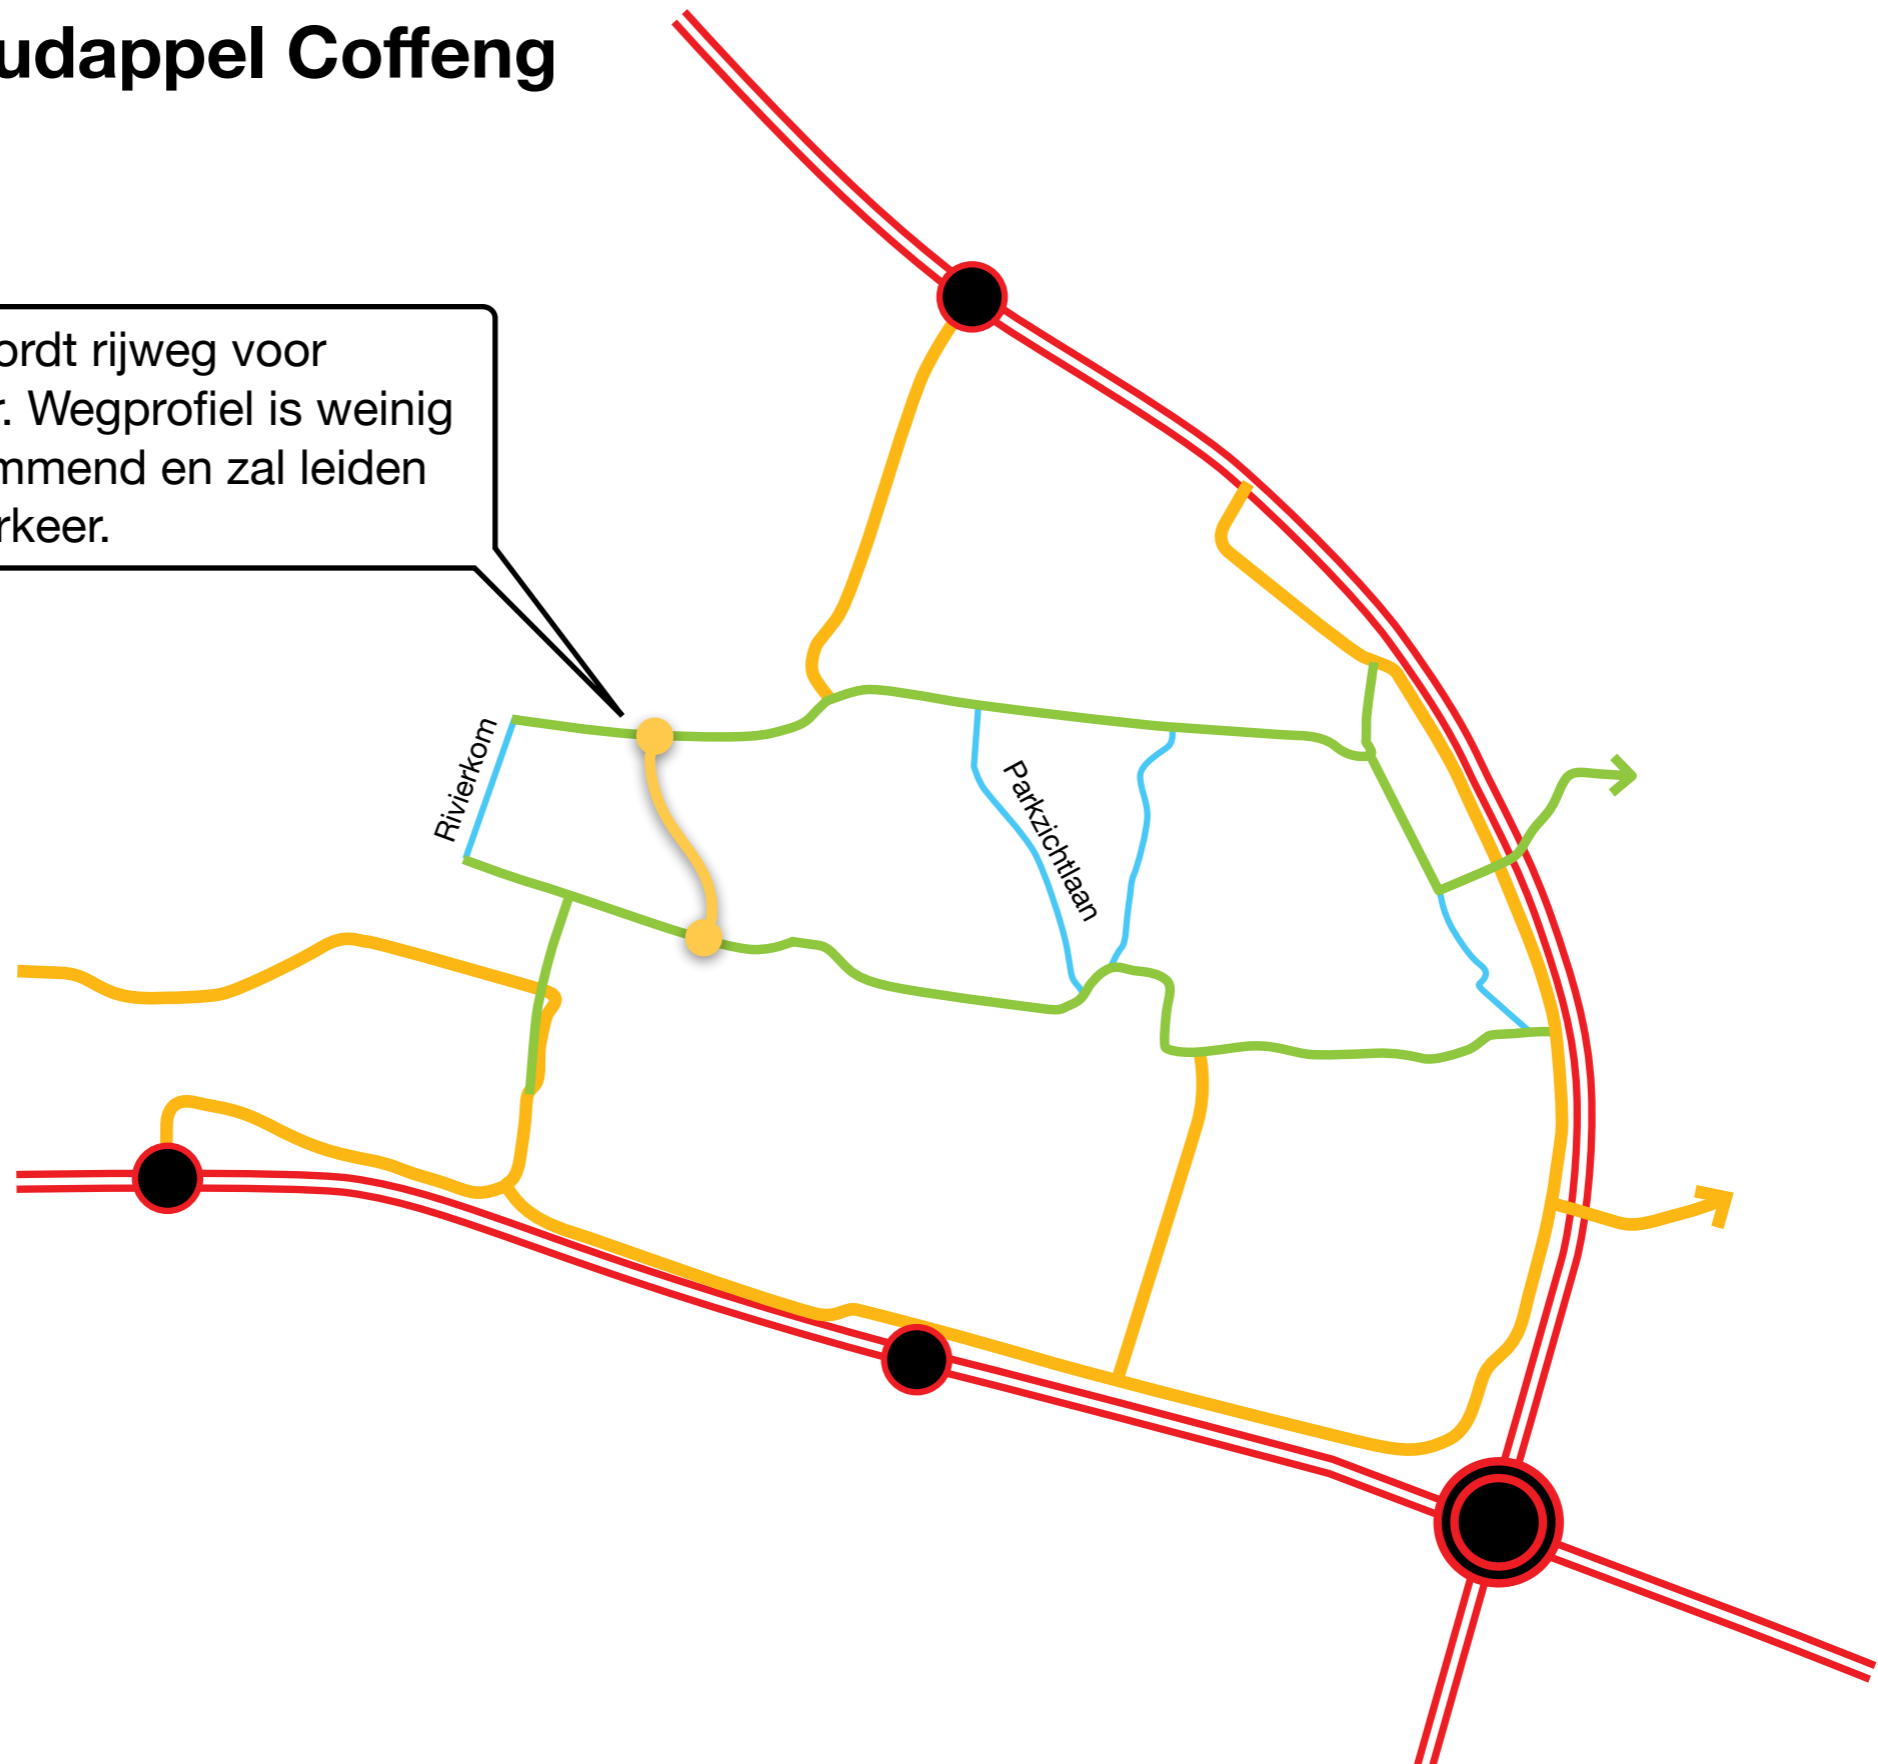 udappel Coffeng
ordt rijweg voor
r. Wegprofiel is weinig
mmend en zal leiden
rkeer.
Rivierkom
Parkzichtlaan